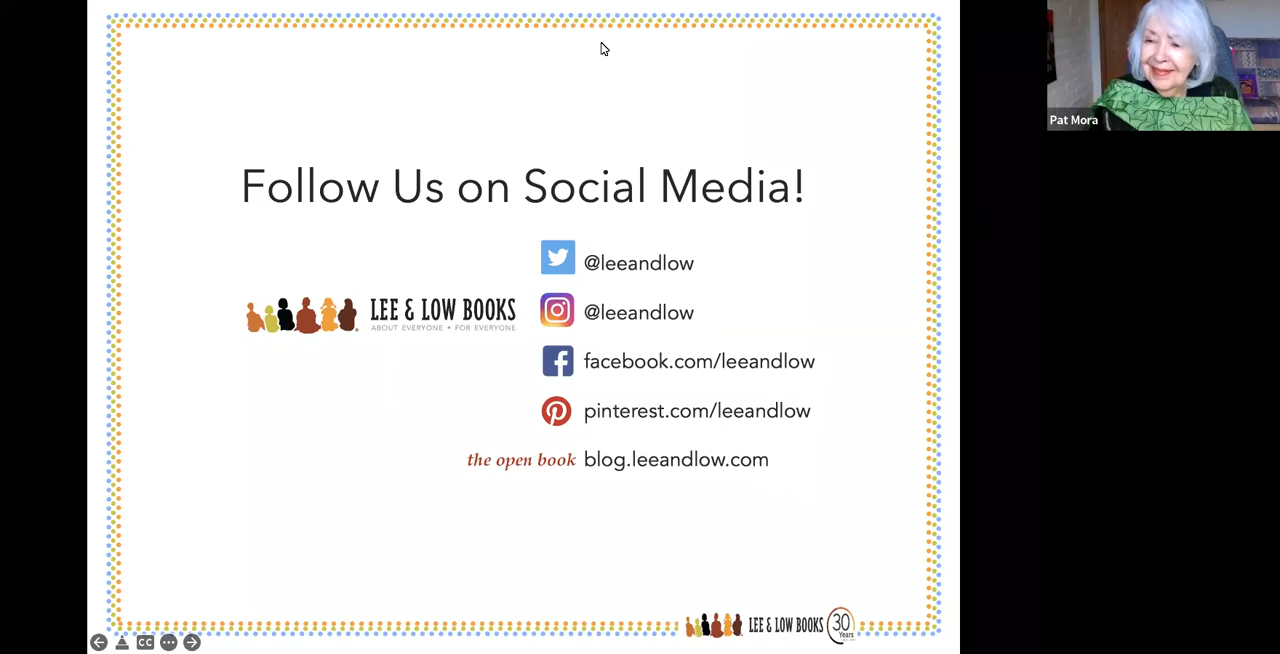 Pat Mora
Follow Us on Social Media!
@leeandlow
LEE & LOW BOOKS
ABOUT EVERYONE • FOR EVERYONE
@leeandlow
facebook.com/leeandlow
pinterest.com/leeandlow
the open book blog.leeandlow.com
LEE & LOW BOOKS
30
Years
CC